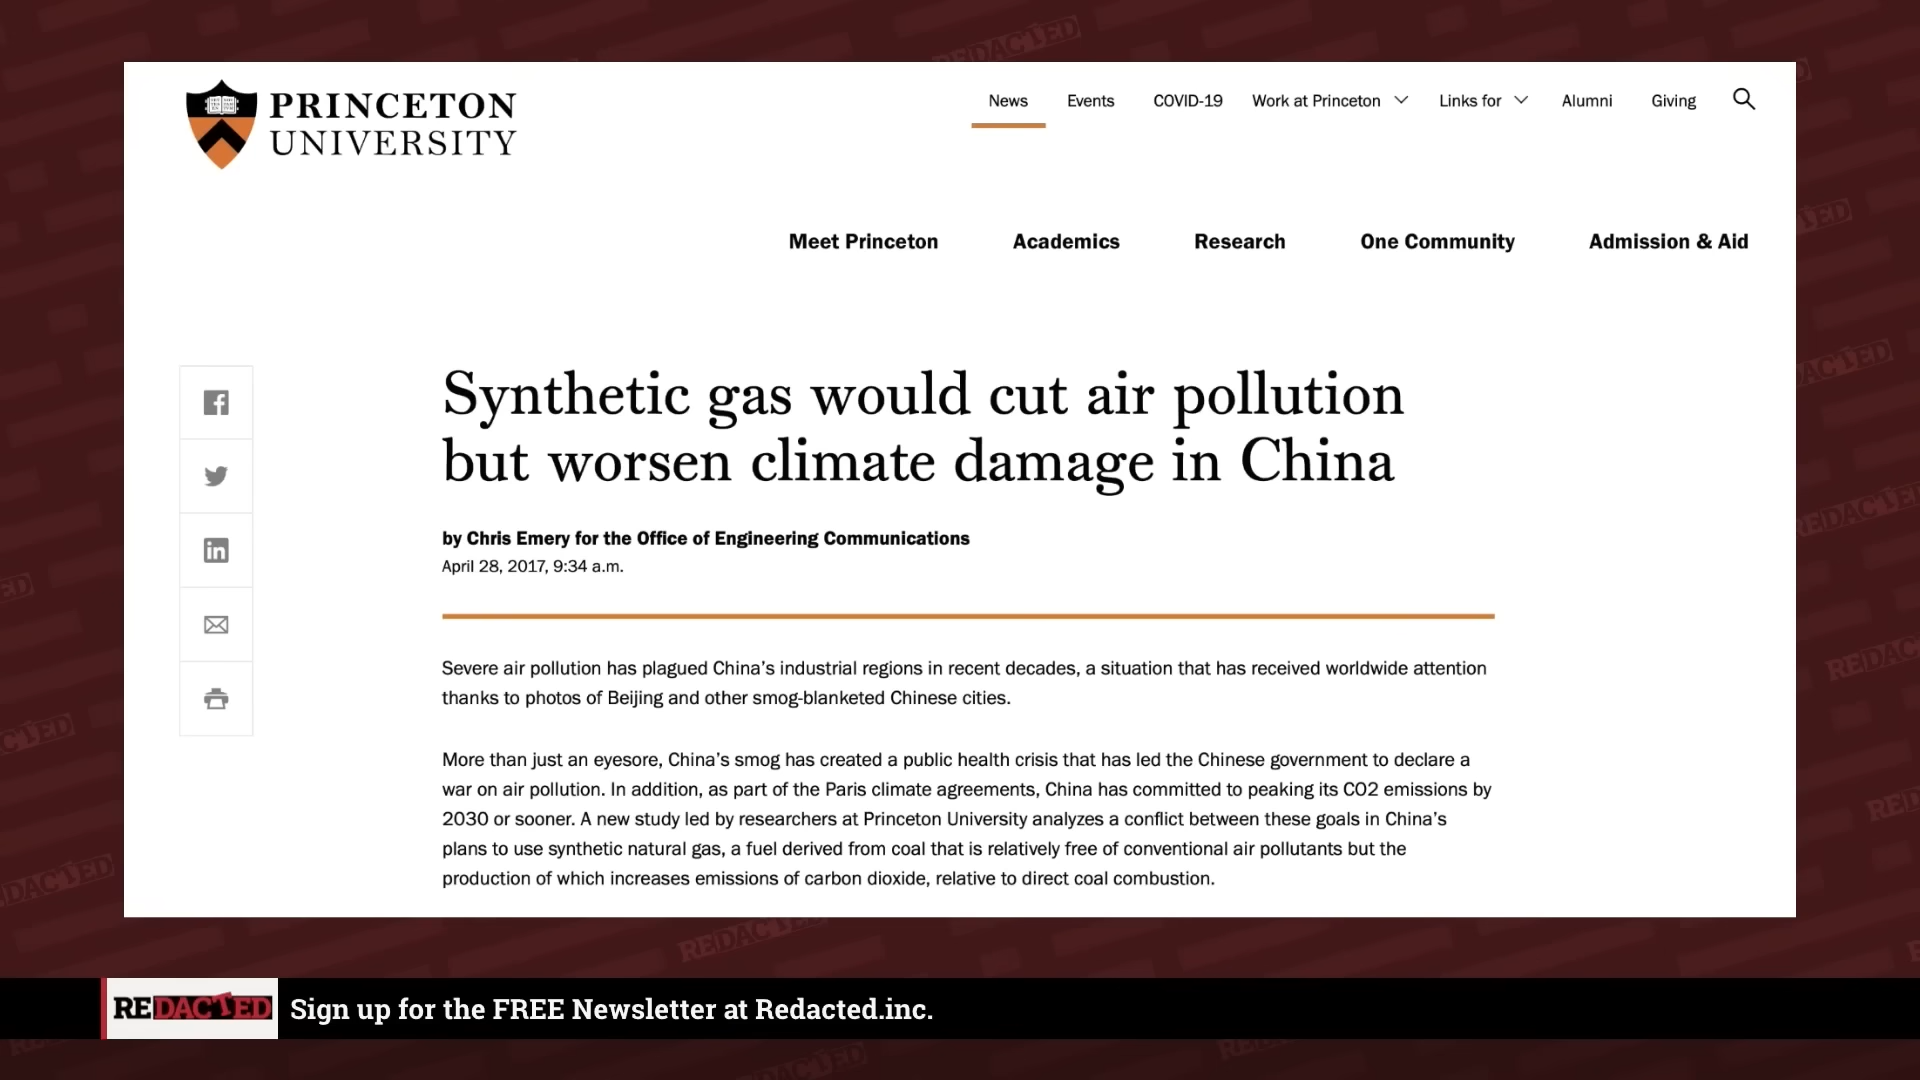 PRINCETON
UNIVERSITY
News Events COVID-19 Work at Princeton Links for Alumni Giving
Meet Princeton Academics Research One Community Admission & Aid
Synthetic gas would cut air pollution
but worsen climate damage in China
by Chris Emery for the Office of Engineering Communications
April 28, 2017, 9:34 a.m.
Severe air pollution has plagued China’s industrial regions in recent decades, a situation that has received worldwide attention
thanks to photos of Beijing and other smog-blanketed Chinese cities.
More than just an eyesore, China’s smog has created a public health crisis that has led the Chinese government to declare a
war on air pollution. In addition, as part of the Paris climate agreements, China has committed to peaking its CO2 emissions by
2030 or sooner. A new study led by researchers at Princeton University analyzes a conflict between these goals in China’s
plans to use synthetic natural gas, a fuel derived from coal that is relatively free of conventional air pollutants but the
production of which increases emissions of carbon dioxide, relative to direct coal combustion.
REDACTED Sign up for the FREE Newsletter at Redacted.inc.